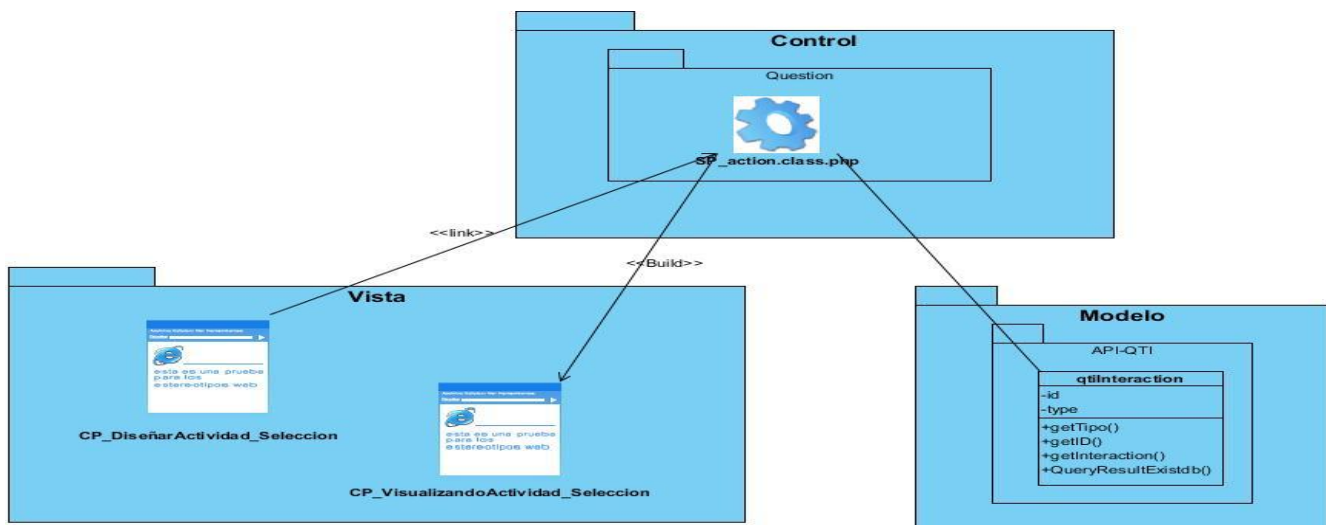 Control
Question
SP_action.class.php
<<link>>
<<Build>>
Vista
esta es una prueba
para los
estereotipos web
CP_DiseñarActividad_Seleccion
esta es una prueba
para los
estereotipos web
CP_VisualizandoActividad_Seleccion
Modelo
API-QTI
qtiInteraction
-id
-type
+getTipo()
+getID()
+getInteraction()
+QueryResultExistdb()